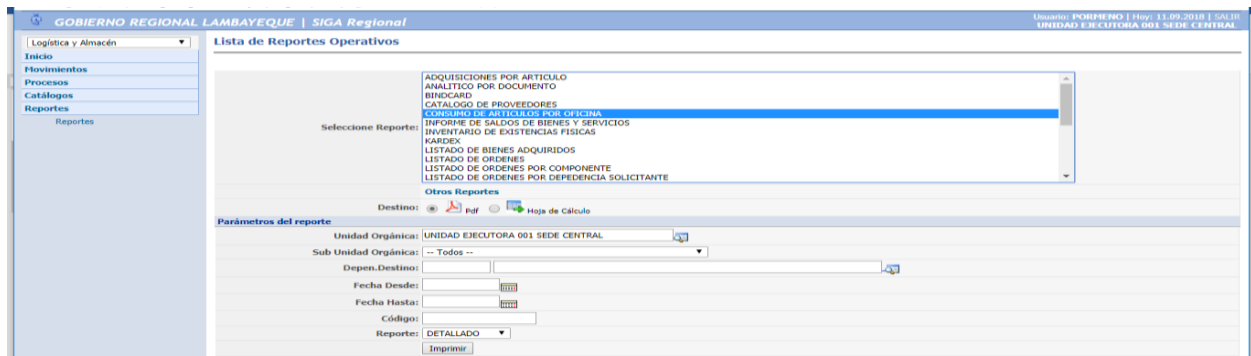 GOBIERNO REGIONAL LAMBAYEQUE | SIGA Regional
Usuario: PORMENO | Hoy: 11.09.2018 | SALIR
UNIDAD EJECUTORA 001 SEDE CENTRAL
Logística y Almacén
Inicio
Movimientos
Procesos
Catálogos
Reportes
Reportes
Lista de Reportes Operativos
Seleccione Reporte:
ADQUISICIONES POR ARTICULO
ANALITICO POR DOCUMENTO
BINDCARD
CATALOGO DE PROVEEDORES
CONSUMO DE ARTICULOS POR OFICINA
INFORME DE SALDOS DE BIENES Y SERVICIOS
INVENTARIO DE EXISTENCIAS FISICAS
KARDEX
LISTADO DE BIENES ADQUIRIDOS
LISTADO DE ORDENES
LISTADO DE ORDENES POR COMPONENTE
LISTADO DE ORDENES POR DEPEDENCIA SOLICITANTE
Otros Reportes
Destino: Pdf Hoja de Cálculo
Parámetros del reporte
Unidad Orgánica: UNIDAD EJECUTORA 001 SEDE CENTRAL
Sub Unidad Orgánica: -- Todos --
Depen.Destino:
Fecha Desde:
Fecha Hasta:
Código:
Reporte: DETALLADO
Imprimir